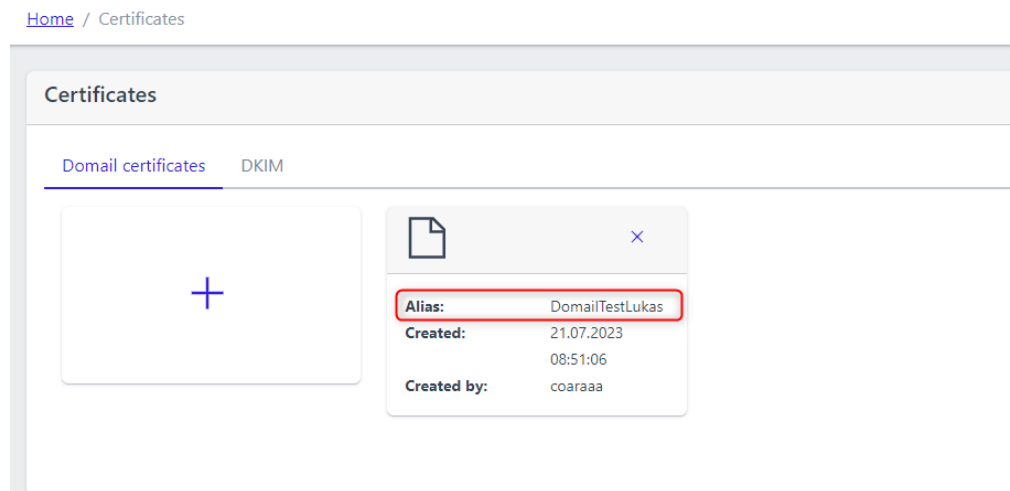 Home / Certificates
Certificates
Domail certificates DKIM
Alias: DomailTestLukas
Created: 21.07.2023
08:51:06
Created by: coaraaa